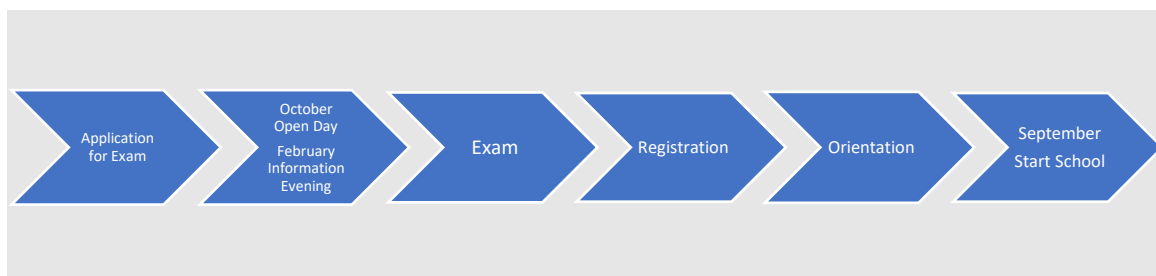 Application
for Exam
October
Open Day
February
Information
Evening
Exam
Registration
Orientation
September
Start School